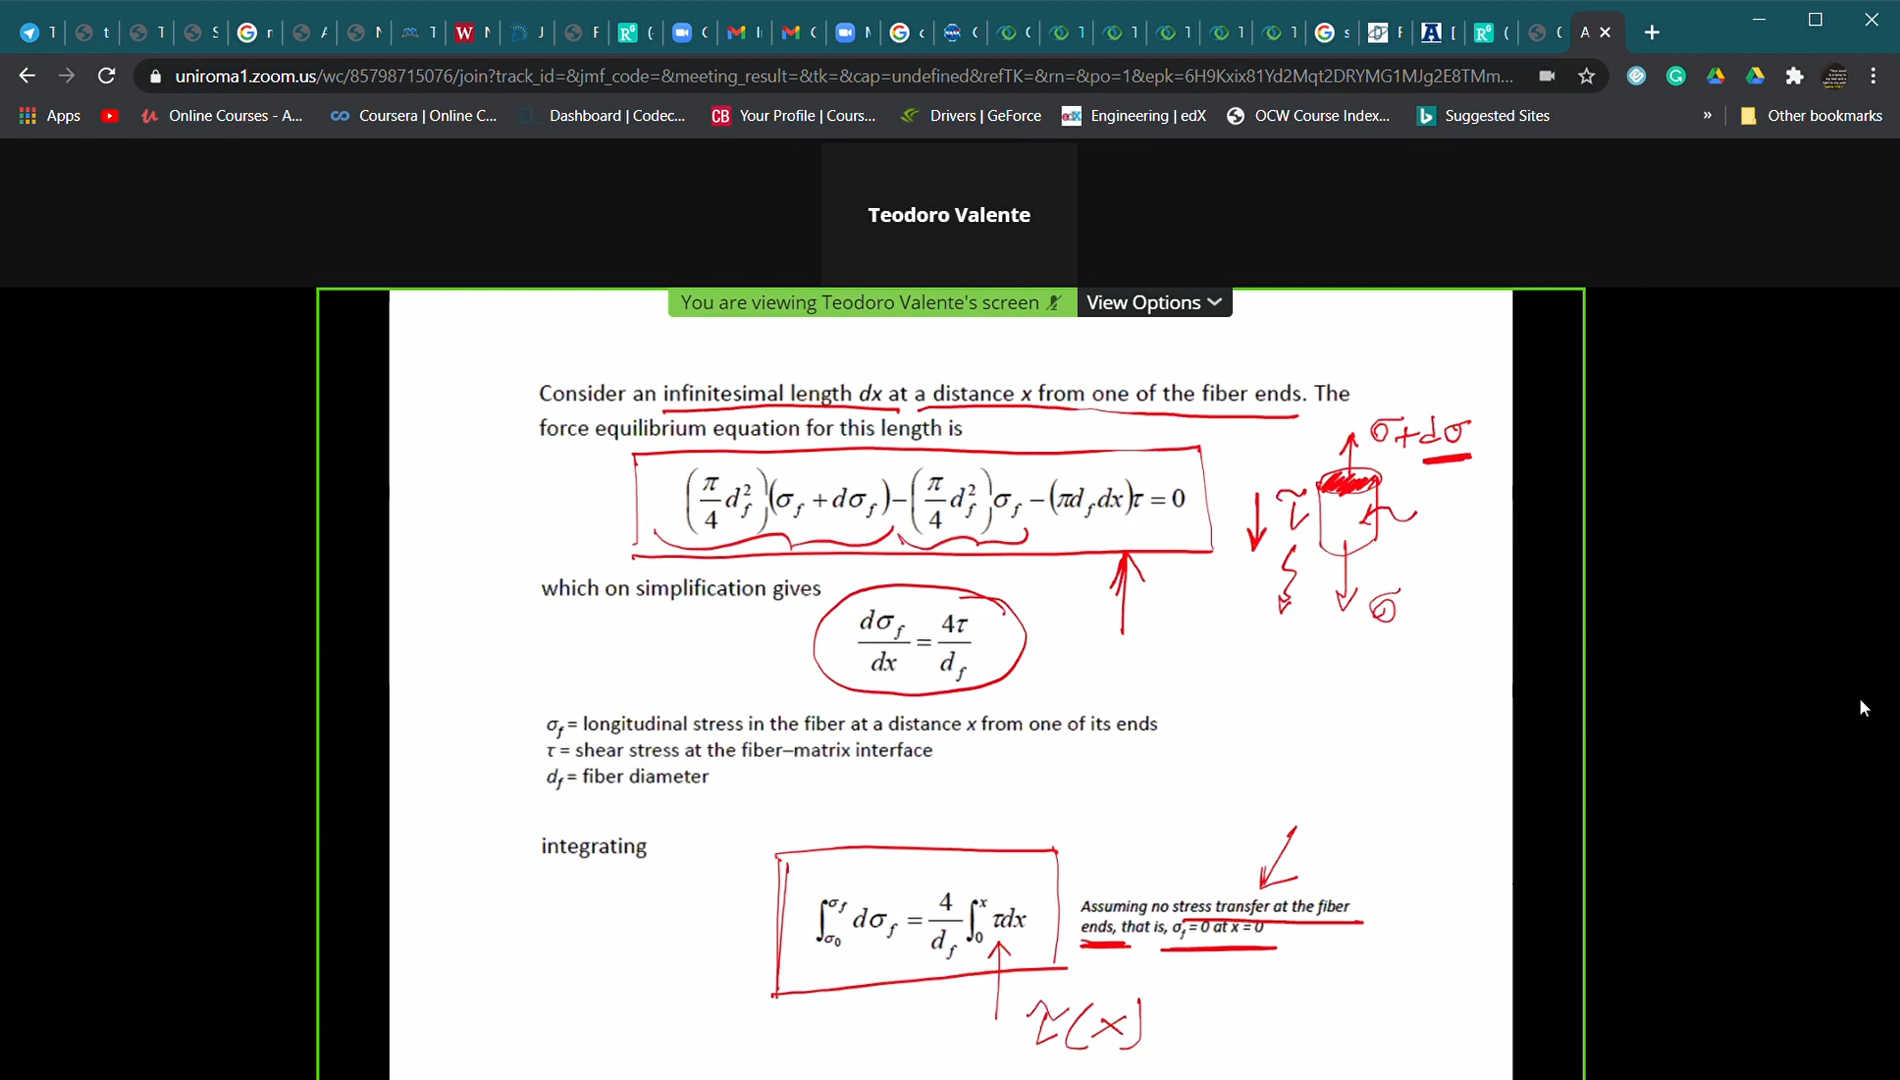 T
t
T
S
r
A
N
T
N
J
F
(
C
I
C
M
c
C
C
T
T
T
T
T
s
F
[
(
C
A
uniroma1.zoom.us/wc/85798715076/join?track_id=&jmf_code=&meeting_result=&tk=&cap=undefined&refTK=&rn=&po=1&epk=6H9Kxix81Yd2Mqt2DRYMG1MJg2E8TMm...
Apps
Online Courses - A...
Coursera | Online C...
Dashboard | Codec...
Your Profile | Cours...
Drivers | GeForce
Engineering | edX
OCW Course Index...
Suggested Sites
»
Other bookmarks
Teodoro Valente
You are viewing Teodoro Valente's screen
View Options
Consider an infinitesimal length dx at a distance x from one of the fiber ends. The
force equilibrium equation for this length is
σ+dσ
(π/4 d_f^2)(σ_f + dσ_f) − (π/4 d_f^2)σ_f − (πd_f dx)τ = 0
τ
σ
which on simplification gives
dσ_f/dx = 4τ/d_f
σ_f = longitudinal stress in the fiber at a distance x from one of its ends
τ = shear stress at the fiber–matrix interface
d_f = fiber diameter
integrating
∫_{σ_0}^{σ_f} dσ_f = 4/d_f ∫_0^x τdx
Assuming no stress transfer at the fiber
ends, that is, σ_f = 0 at x = 0
τ(x)